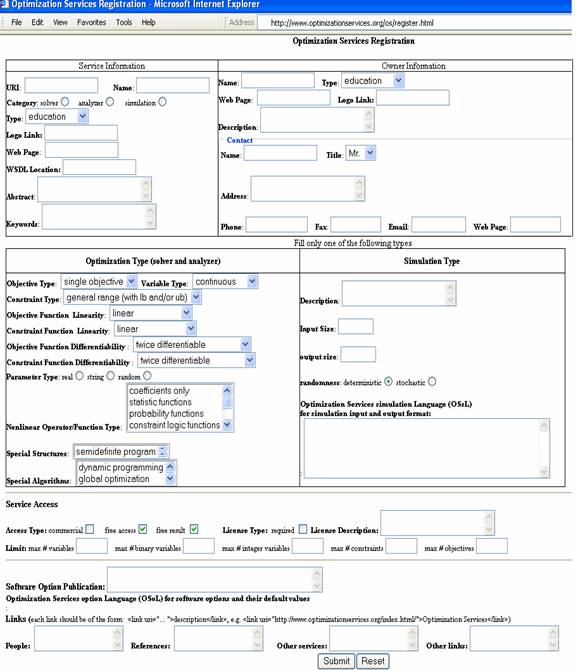 Optimization Services Registration - Microsoft Internet Explorer
File Edit View Favorites Tools Help Address http://www.optimizationservices.org/os/register.html
Optimization Services Registration
Service Information Owner Information
URI: Name: Name: Type: education
Category: solver analyzer simulation
Web Page: Logo Link:
Type: education
Logo Link: Description:
Contact
Web Page: Name: Title: Mr.
WSDL Location:
Abstract: Address:
Keywords: Phone: Fax: Email: Web Page:
Fill only one of the following types
Optimization Type (solver and analyzer) Simulation Type
Objective Type: single objective Variable Type: continuous
Constraint Type: general range (with lb and/or ub) Description:
Objective Function Linearity: linear
Constraint Function Linearity: linear Input Size:
Objective Function Differentiability : twice differentiable
Constraint Function Differentiability : twice differentiable output size:
Parameter Type: real string random randomness: deterministic stochastic
coefficients only
statistic functions
probability functions
Nonlinear Operator/Function Type: constraint logic functions
Optimization Services simulation Language (OSsL)
for simulation input and output format:
Special Structures: semidefinite program
dynamic programming
Special Algorithms: global optimization
:
Service Access
Access Type: commercial free access free result License Type: required License Description:
Limit: max # variables max #binary variables max # integer variables max # constraints max # objectives
Software Option Publication:
Optimization Services option Language (OSoL) for software options and their default values
:
Links (each link should be of the form: <link uri="... ">description</link>, e.g. <link uri="http://www.optimizationservices.org/index.html/">Optimization Services</link>)
People: References: Other services: Other links:
Submit Reset